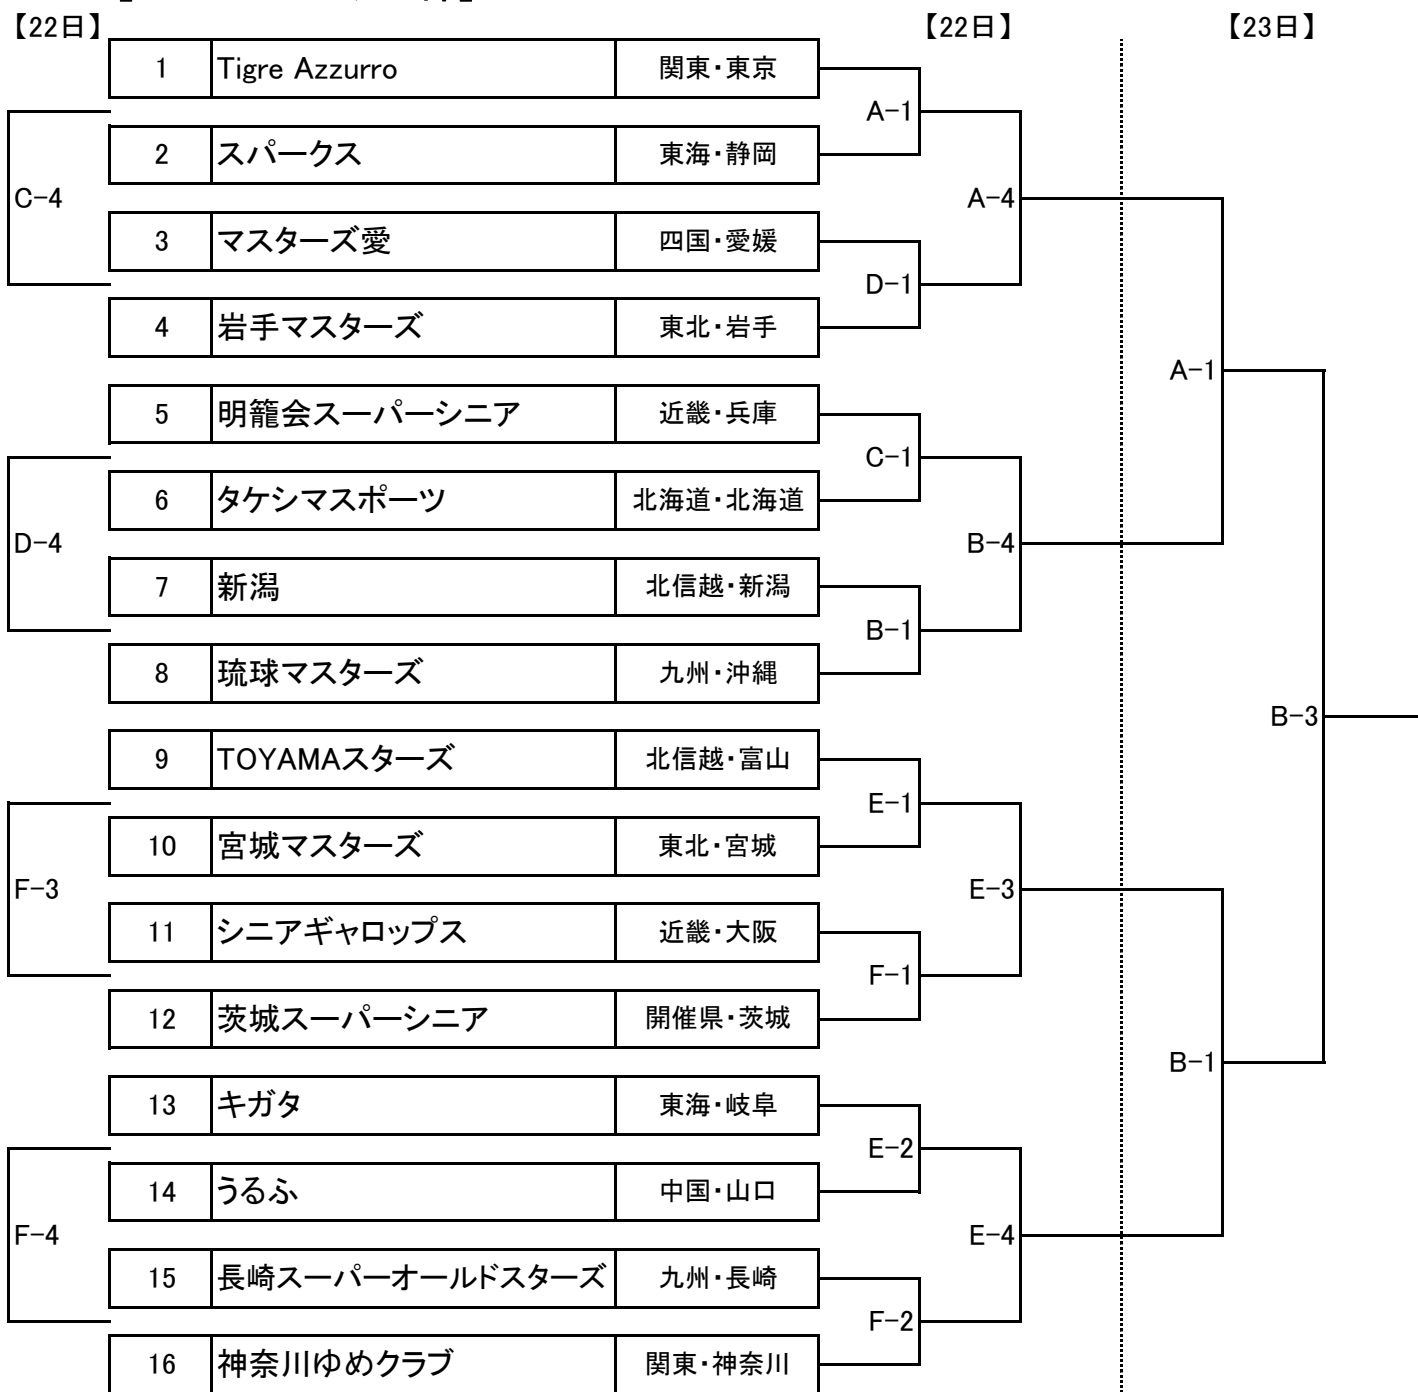 【22日】 【22日】 【23日】
1 Tigre Azzurro 関東・東京
A-1
2 スパークス 東海・静岡
C-4 A-4
3 マスターズ愛 四国・愛媛
D-1
4 岩手マスターズ 東北・岩手
A-1
5 明籠会スーパーシニア 近畿・兵庫
C-1
6 タケシマスポーツ 北海道・北海道
D-4 B-4
7 新潟 北信越・新潟
B-1
8 琉球マスターズ 九州・沖縄
B-3
9 TOYAMAスターズ 北信越・富山
E-1
10 宮城マスターズ 東北・宮城
F-3 E-3
11 シニアギャロップス 近畿・大阪
F-1
12 茨城スーパーシニア 開催県・茨城
B-1
13 キガタ 東海・岐阜
E-2
14 うるふ 中国・山口
F-4 E-4
15 長崎スーパーオールドスターズ 九州・長崎
F-2
16 神奈川ゆめクラブ 関東・神奈川